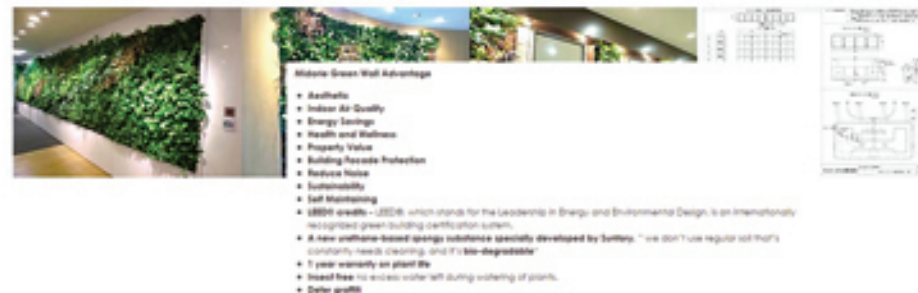 Midorie Green Wall Advantage
• Aesthetic
• Indoor Air Quality
• Energy Savings
• Health and Wellness
• Property Value
• Building Facade Protection
• Reduce Noise
• Sustainability
• Self Maintaining
• LEED® credits – LEED®, which stands for the Leadership in Energy and Environmental Design, is an internationally
recognized green building certification system.
• A new urethane-based spongy substance specially developed by Suntory. " we don't use regular soil that's
constantly needs cleaning, and it's bio-degradable"
• 1 year warranty on plant life
• Insect free no excess water left during watering of plants.
• Deter graffiti